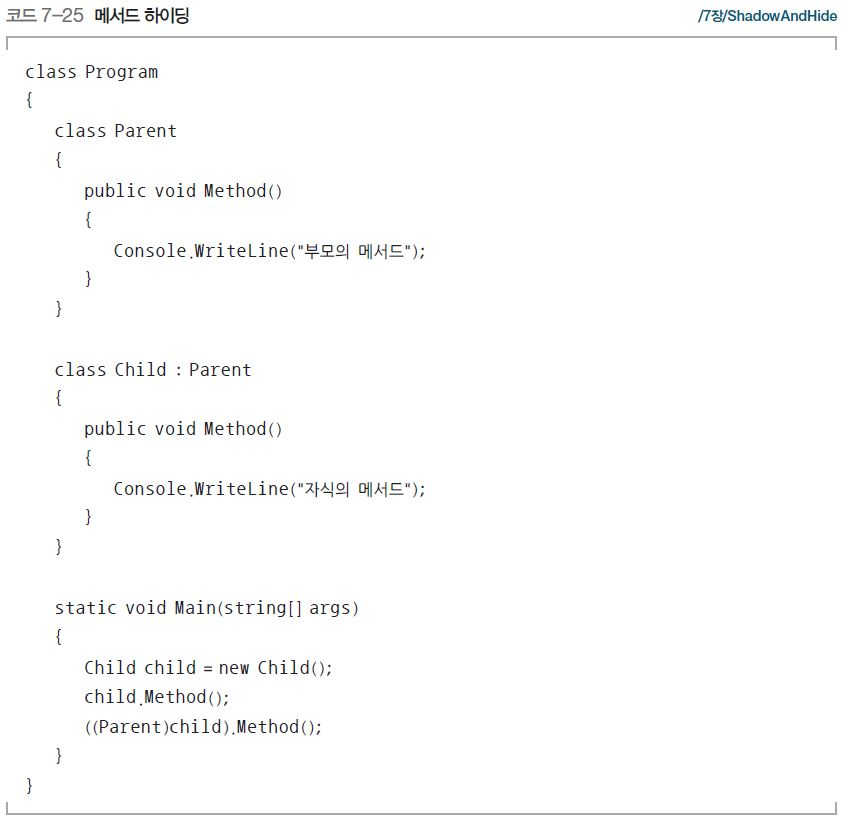 코드 7-25 메서드 하이딩 /7장/ShadowAndHide
class Program
{
class Parent
{
public void Method()
{
Console.WriteLine("부모의 메서드");
}
}
class Child : Parent
{
public void Method()
{
Console.WriteLine("자식의 메서드");
}
}
static void Main(string[] args)
{
Child child = new Child();
child.Method();
((Parent)child).Method();
}
}